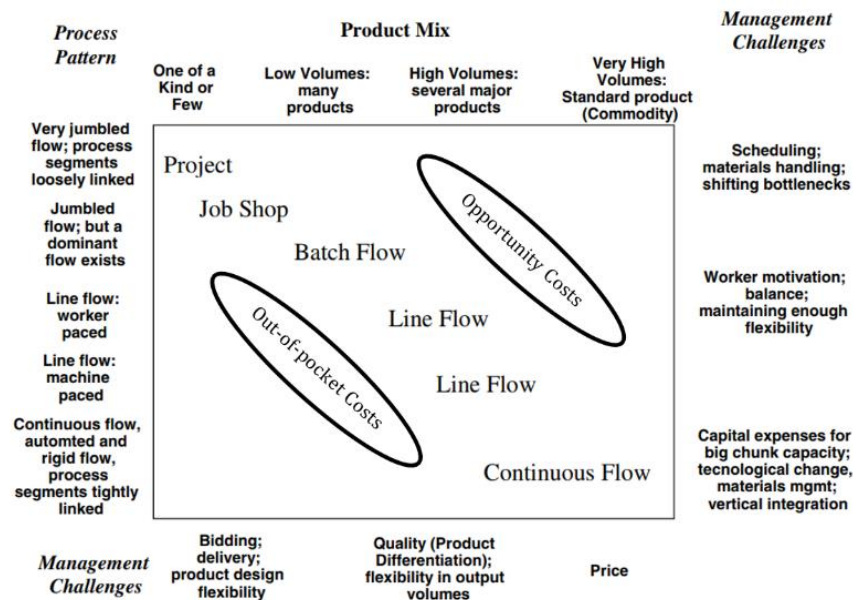 Process
Pattern
Product Mix
Management
Challenges
One of a
Kind or
Few
Low Volumes:
many
products
High Volumes:
several major
products
Very High
Volumes:
Standard product
(Commodity)
Very jumbled
flow; process
segments
loosely linked
Jumbled
flow; but a
dominant
flow exists
Line flow:
worker
paced
Line flow:
machine
paced
Continuous flow,
automted and
rigid flow,
process
segments tightly
linked
Project
Job Shop
Batch Flow
Line Flow
Line Flow
Continuous Flow
Opportunity Costs
Out-of-pocket Costs
Scheduling;
materials handling;
shifting bottlenecks
Worker motivation;
balance;
maintaining enough
flexibility
Capital expenses for
big chunk capacity;
tecnological change,
materials mgmt;
vertical integration
Management
Challenges
Bidding;
delivery;
product design
flexibility
Quality (Product
Differentiation);
flexibility in output
volumes
Price